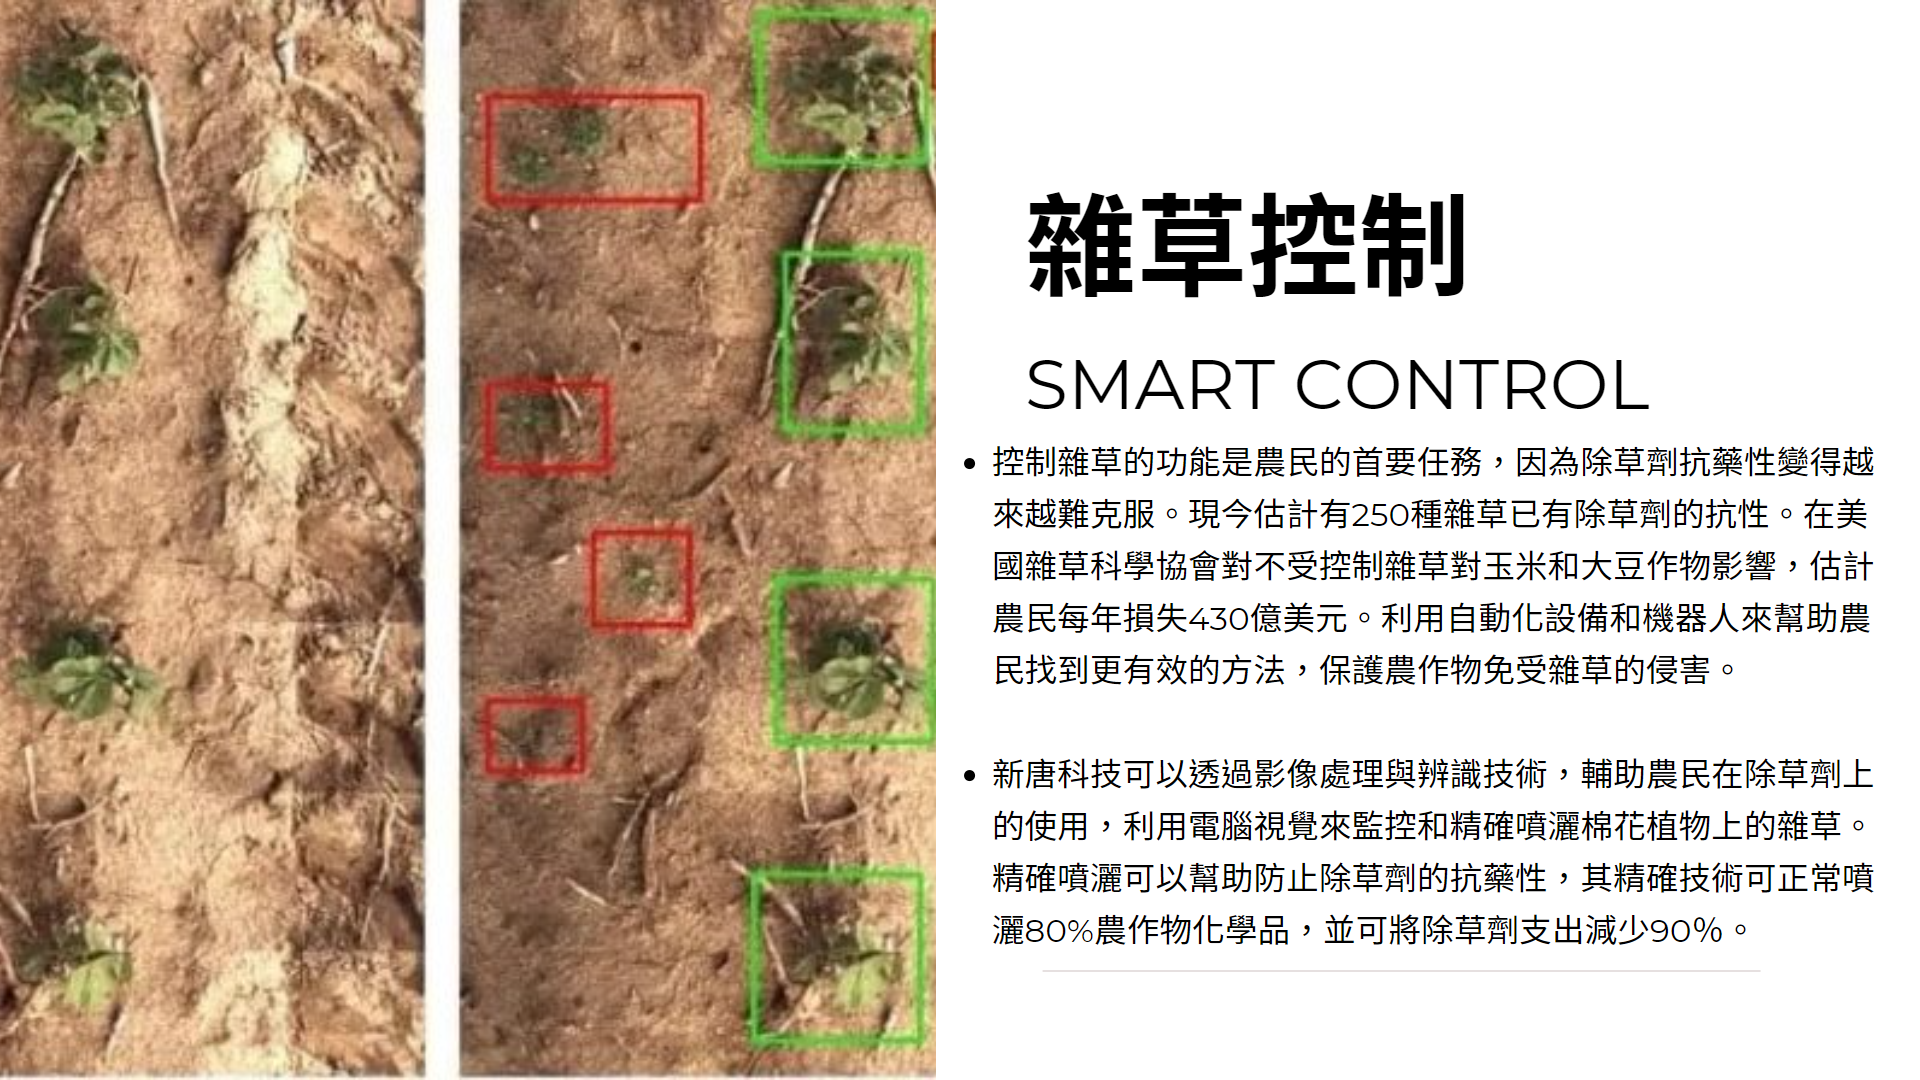 雜草控制
SMART CONTROL
• 控制雜草的功能是農民的首要任務，因為除草劑抗藥性變得越
來越難克服。現今估計有250種雜草已有除草劑的抗性。在美
國雜草科學協會對不受控制雜草對玉米和大豆作物影響，估計
農民每年損失430億美元。利用自動化設備和機器人來幫助農
民找到更有效的方法，保護農作物免受雜草的侵害。
• 新唐科技可以透過影像處理與辨識技術，輔助農民在除草劑上
的使用，利用電腦視覺來監控和精確噴灑棉花植物上的雜草。
精確噴灑可以幫助防止除草劑的抗藥性，其精確技術可正常噴
灑80%農作物化學品，並可將除草劑支出減少90%。